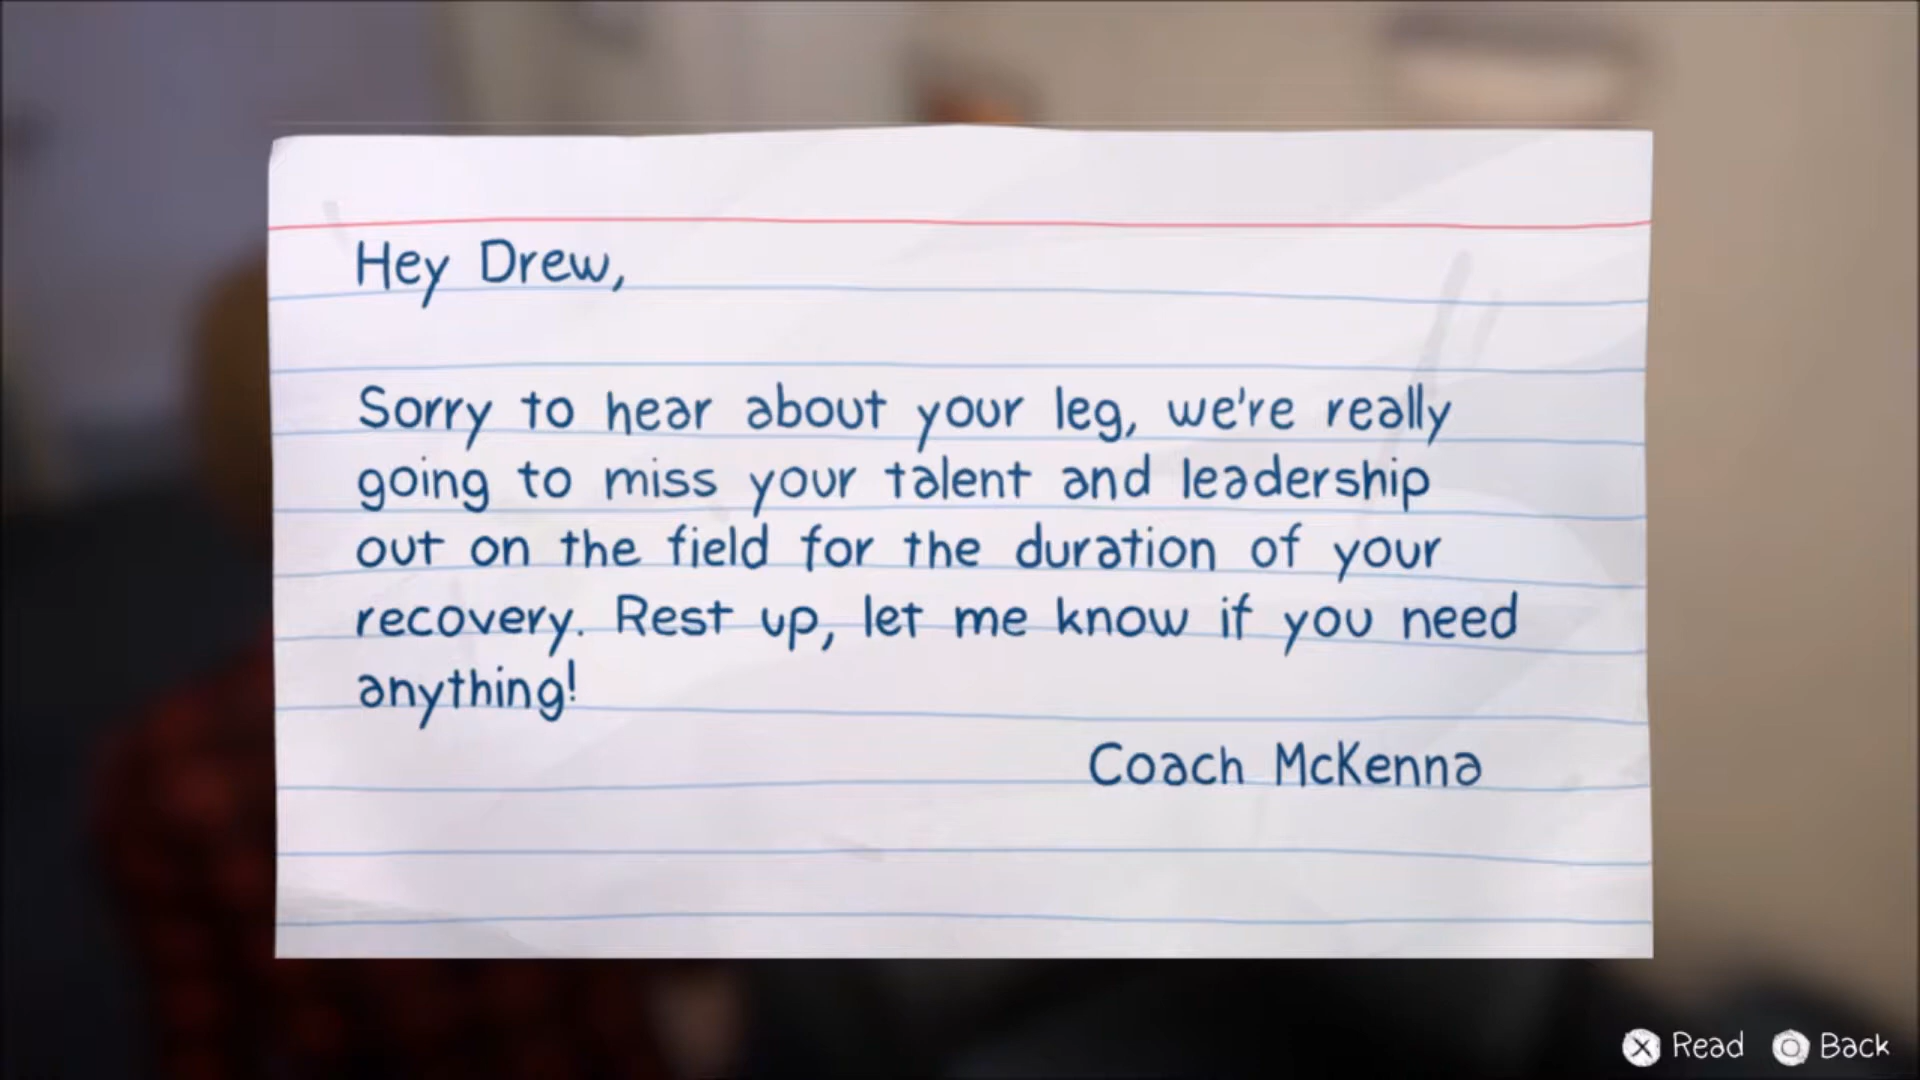 Hey Drew,
Sorry to hear about your leg, we're really
going to miss your talent and leadership
out on the field for the duration of your
recovery. Rest up, let me know if you need
anything!
Coach McKenna
Read Back